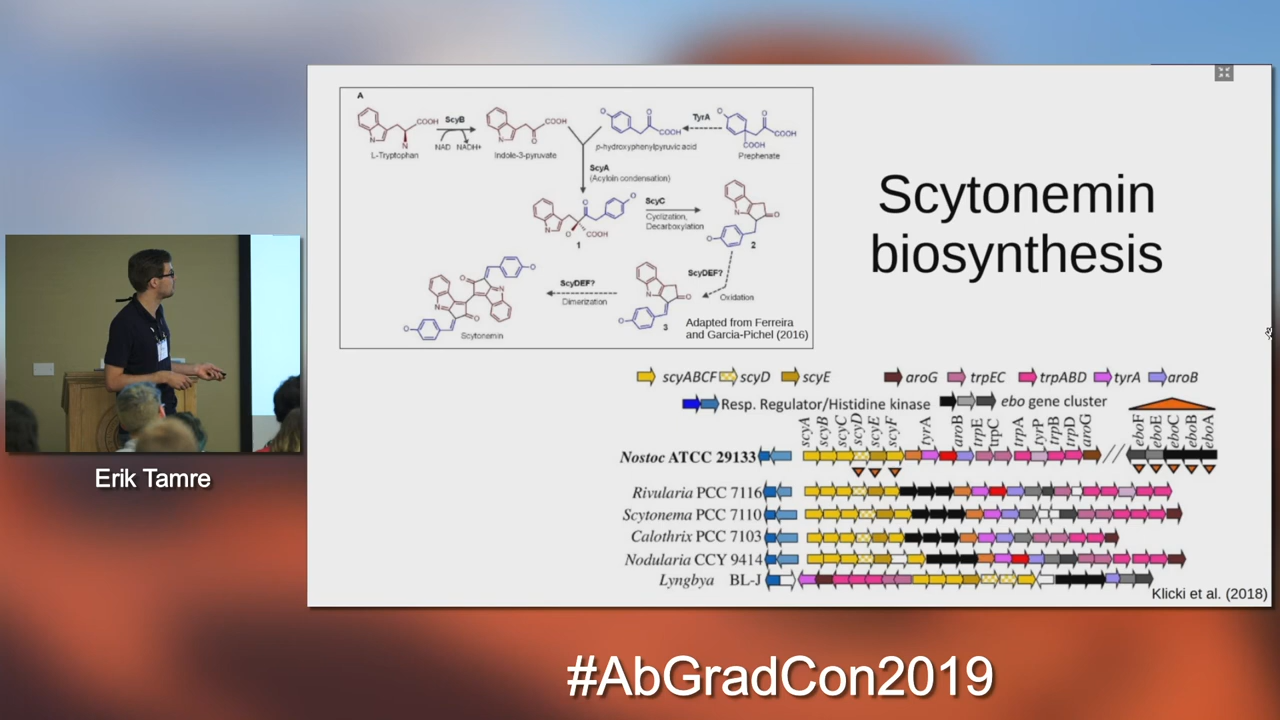 A
ScyB
COOH
COOH
COOH
TyrA
COOH
COOH
NAD NADH+
L-Tryptophan
Indole-3-pyruvate
p-hydroxyphenylpyruvic acid
Prephenate
ScyA
(Acyloin condensation)
ScyC
Cyclization,
Decarboxylation
COOH
1
2
ScyDEF?
Oxidation
ScyDEF?
Dimerization
3
Scytonemin
Adapted from Ferreira
and Garcia-Pichel (2016)
Scytonemin
biosynthesis
scyABCF scyD scyE aroG trpEC trpABD tyrA aroB
Resp. Regulator/Histidine kinase ebo gene cluster
scyA scyB scyC scyD scyE scyF tyrA aroB trpE trpC trpA tyrP trpB trpD aroG eboF eboE eboC eboB eboA
Nostoc ATCC 29133
Rivularia PCC 7116
Scytonema PCC 7110
Calothrix PCC 7103
Nodularia CCY 9414
Lyngbya BL-J
Klicki et al. (2018)
Erik Tamre
#AbGradCon2019